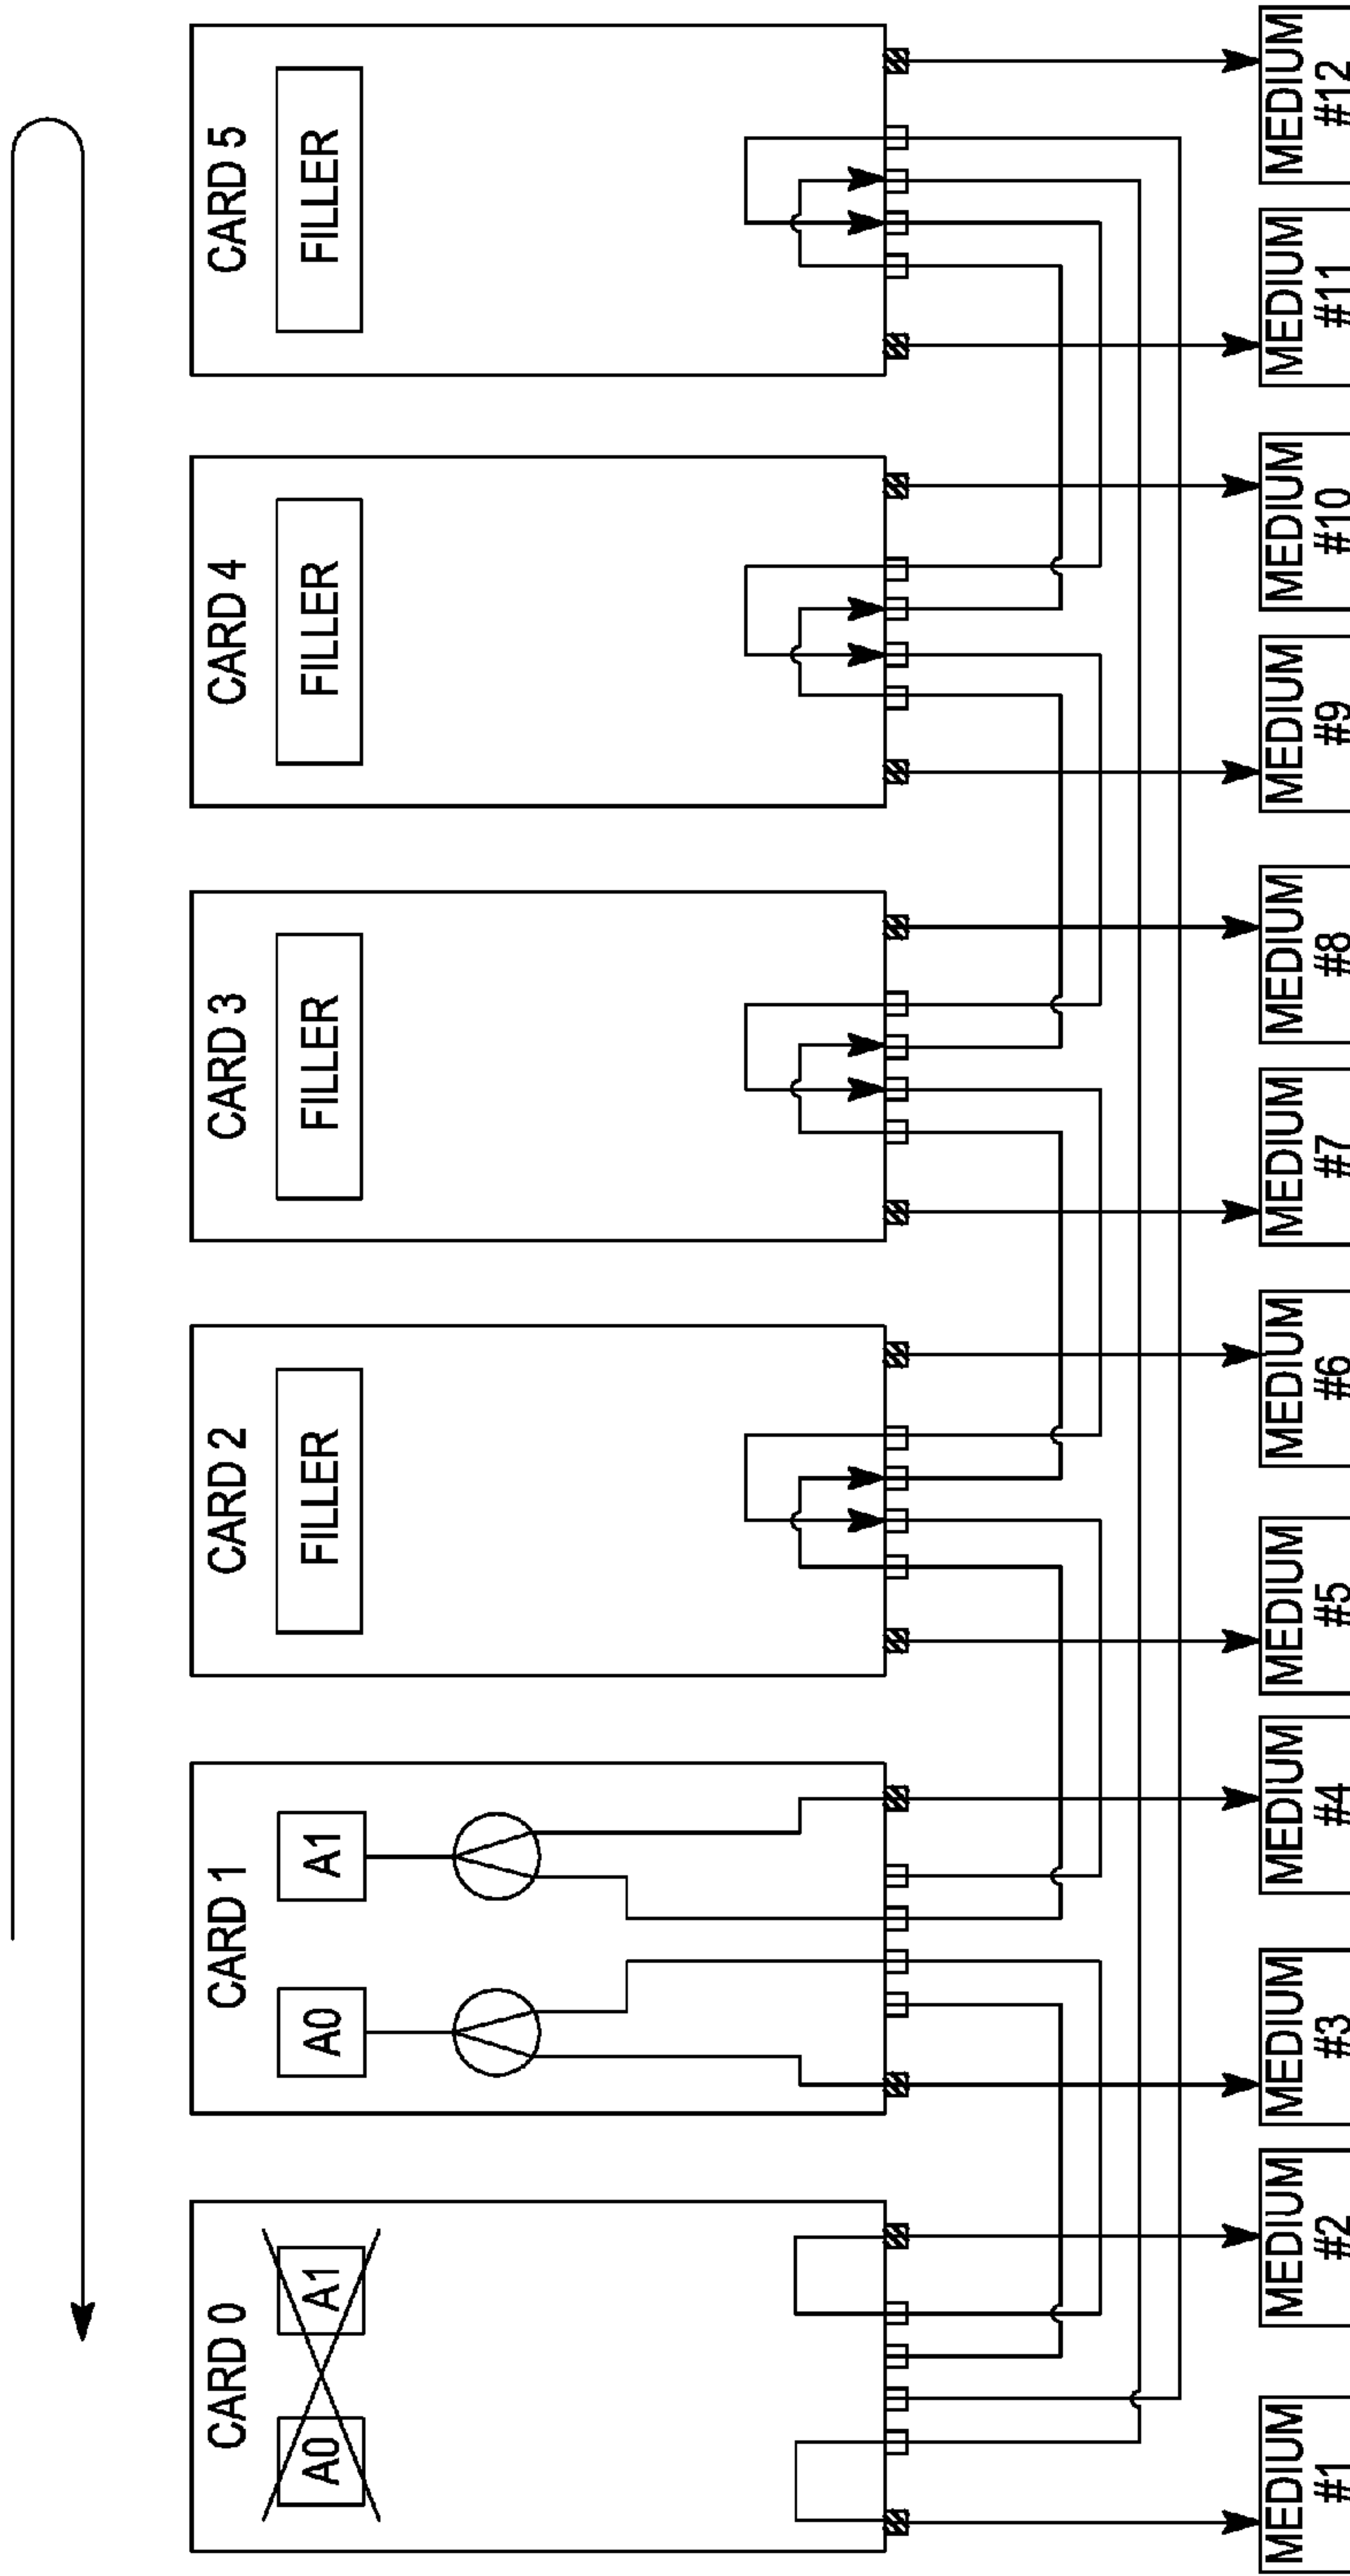 CARD 0
A0
A1
CARD 1
A0
A1
CARD 2
FILLER
CARD 3
FILLER
CARD 4
FILLER
CARD 5
FILLER
MEDIUM
#1
MEDIUM
#2
MEDIUM
#3
MEDIUM
#4
MEDIUM
#5
MEDIUM
#6
MEDIUM
#7
MEDIUM
#8
MEDIUM
#9
MEDIUM
#10
MEDIUM
#11
MEDIUM
#12